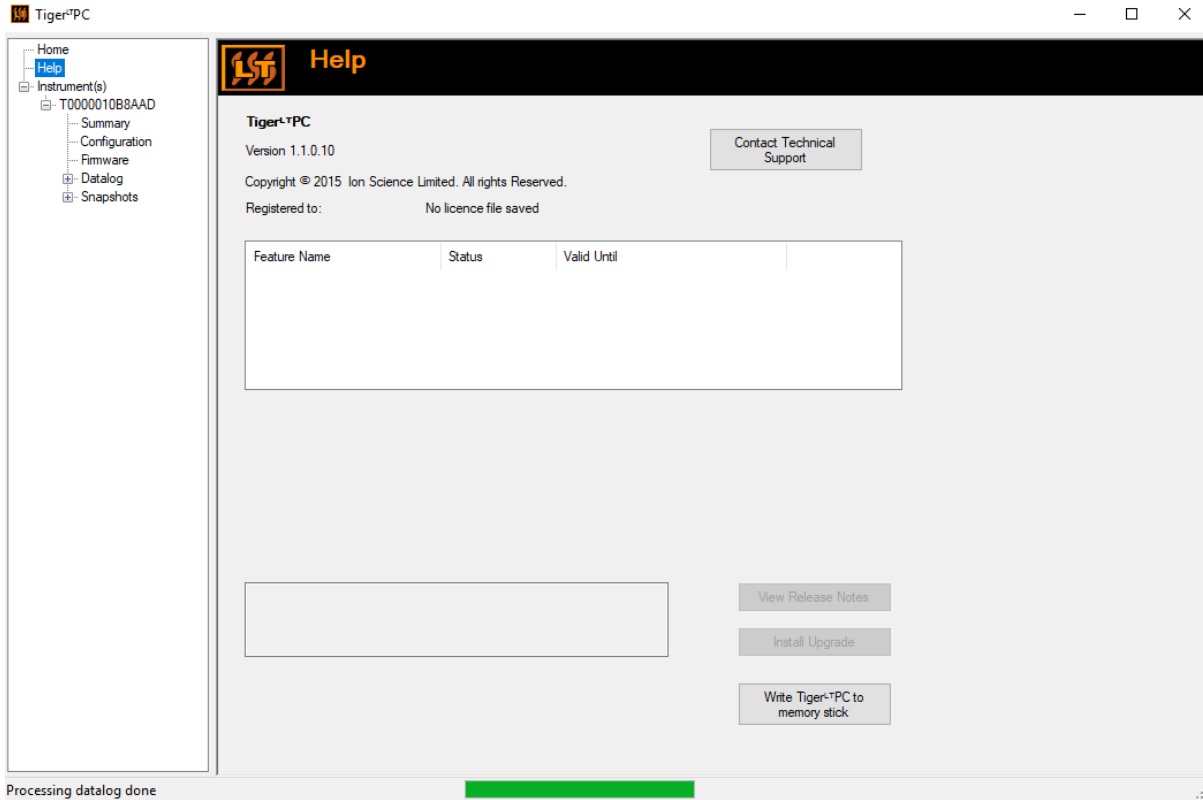 TigerLTPC
Home
Help
Instrument(s)
T0000010B8AAD
Summary
Configuration
Firmware
Datalog
Snapshots
LST
Help
TigerLTPC
Version 1.1.0.10
Contact Technical
Support
Copyright © 2015 Ion Science Limited. All rights Reserved.
Registered to: No licence file saved
Feature Name Status Valid Until
View Release Notes
Install Upgrade
Write TigerLTPC to
memory stick
Processing datalog done